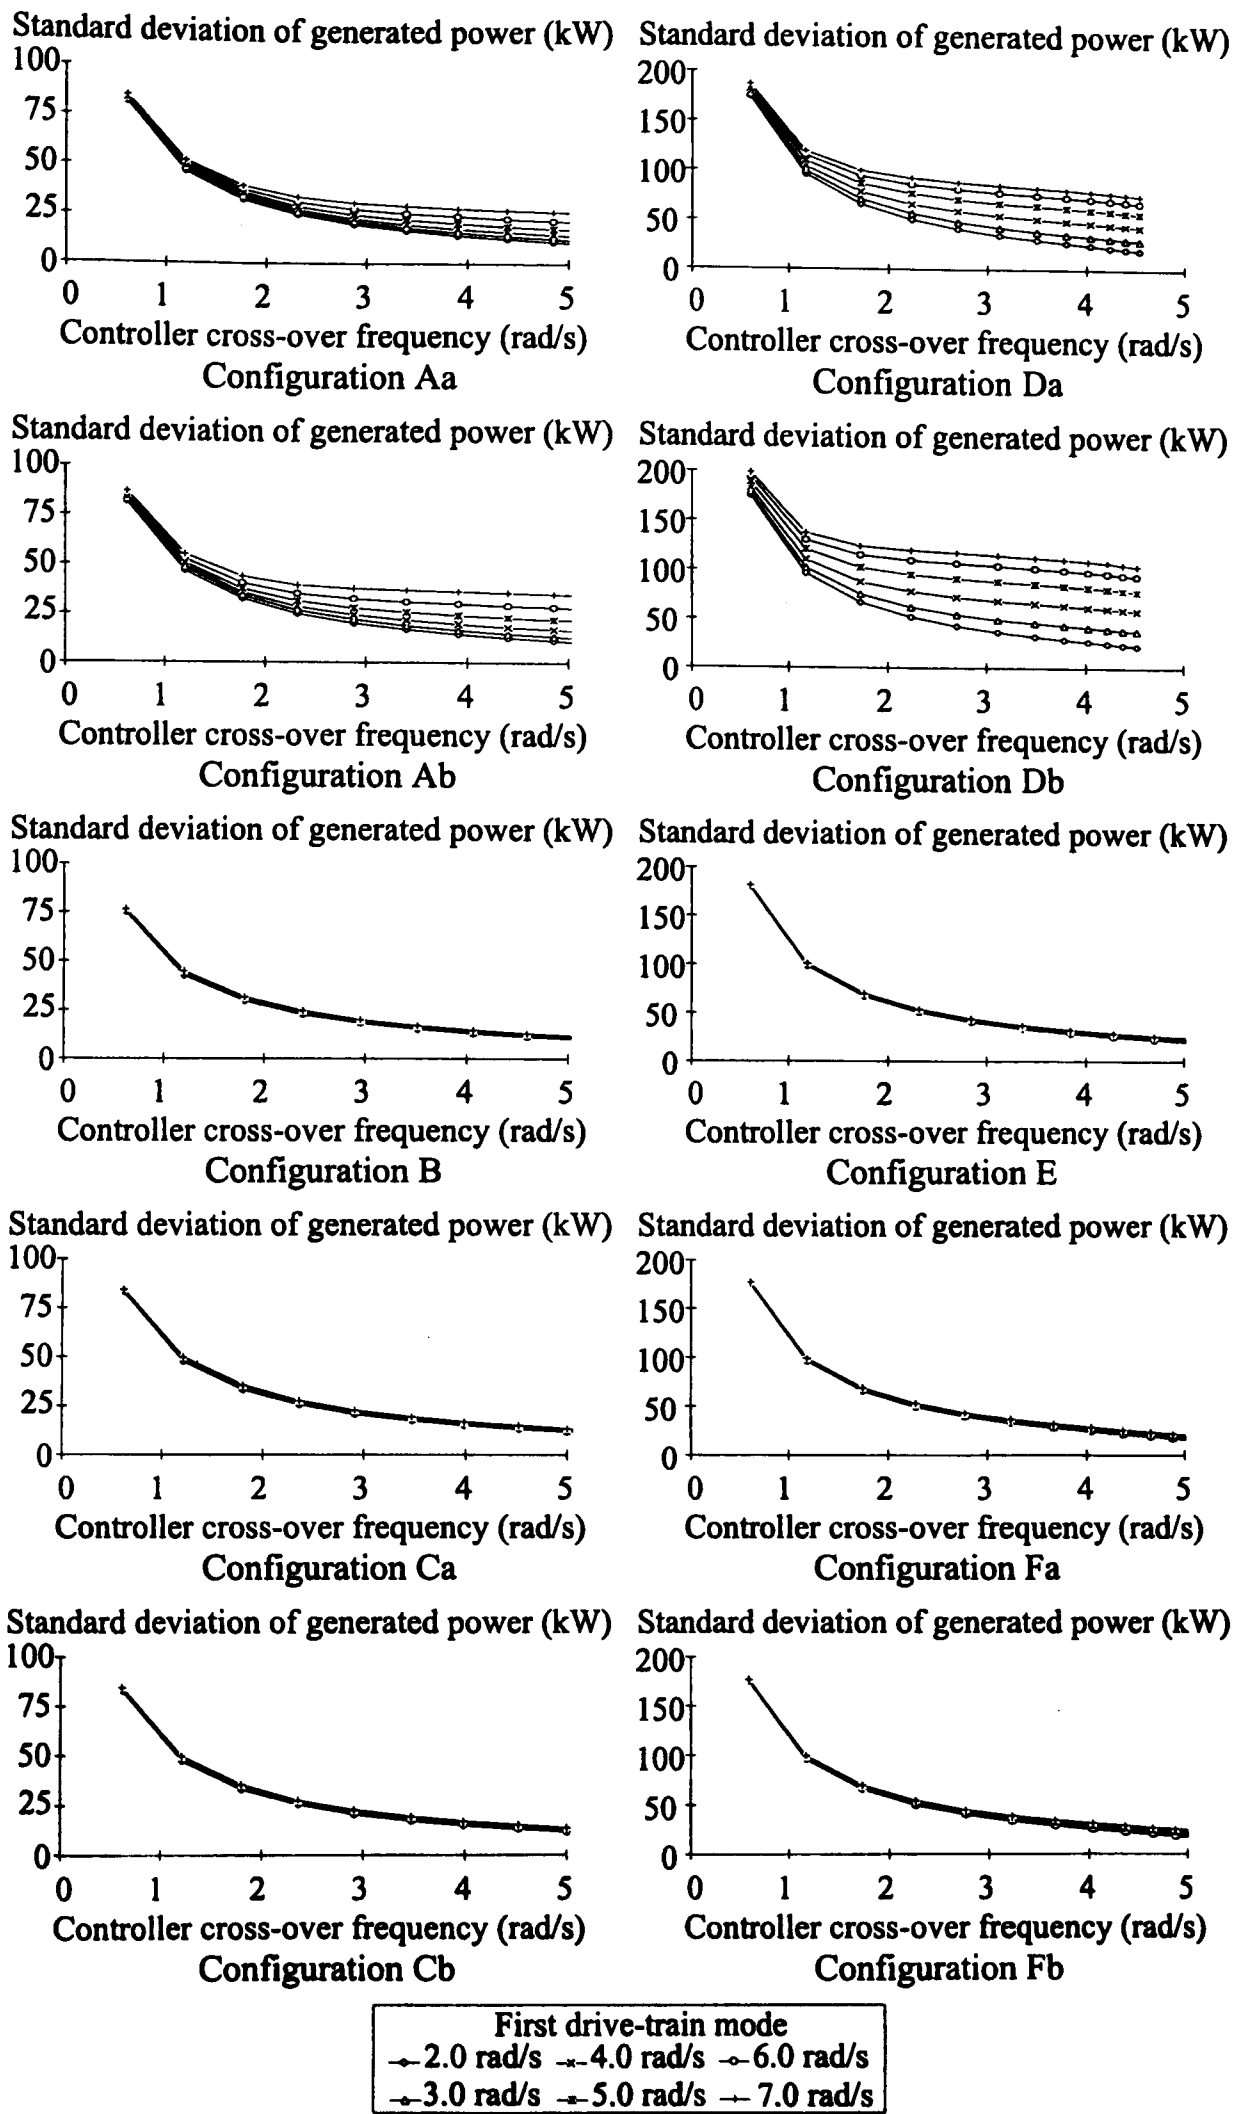 Standard deviation of generated power (kW)
100
75
50
25
0
0 1 2 3 4 5
Controller cross-over frequency (rad/s)
Configuration Aa
Standard deviation of generated power (kW)
200
150
100
50
0
0 1 2 3 4 5
Controller cross-over frequency (rad/s)
Configuration Da
Standard deviation of generated power (kW)
100
75
50
25
0
0 1 2 3 4 5
Controller cross-over frequency (rad/s)
Configuration Ab
Standard deviation of generated power (kW)
200
150
100
50
0
0 1 2 3 4 5
Controller cross-over frequency (rad/s)
Configuration Db
Standard deviation of generated power (kW)
100
75
50
25
0
0 1 2 3 4 5
Controller cross-over frequency (rad/s)
Configuration B
Standard deviation of generated power (kW)
200
150
100
50
0
0 1 2 3 4 5
Controller cross-over frequency (rad/s)
Configuration E
Standard deviation of generated power (kW)
100
75
50
25
0
0 1 2 3 4 5
Controller cross-over frequency (rad/s)
Configuration Ca
Standard deviation of generated power (kW)
200
150
100
50
0
0 1 2 3 4 5
Controller cross-over frequency (rad/s)
Configuration Fa
Standard deviation of generated power (kW)
100
75
50
25
0
0 1 2 3 4 5
Controller cross-over frequency (rad/s)
Configuration Cb
Standard deviation of generated power (kW)
200
150
100
50
0
0 1 2 3 4 5
Controller cross-over frequency (rad/s)
Configuration Fb
First drive-train mode
2.0 rad/s 4.0 rad/s 6.0 rad/s
3.0 rad/s 5.0 rad/s 7.0 rad/s